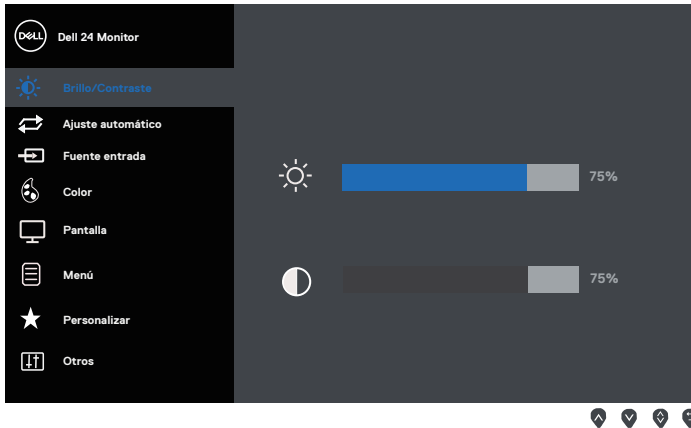 DELL
Dell 24 Monitor
Brillo/Contraste
Ajuste automático
Fuente entrada
75%
Color
Pantalla
Menú
75%
Personalizar
Otros